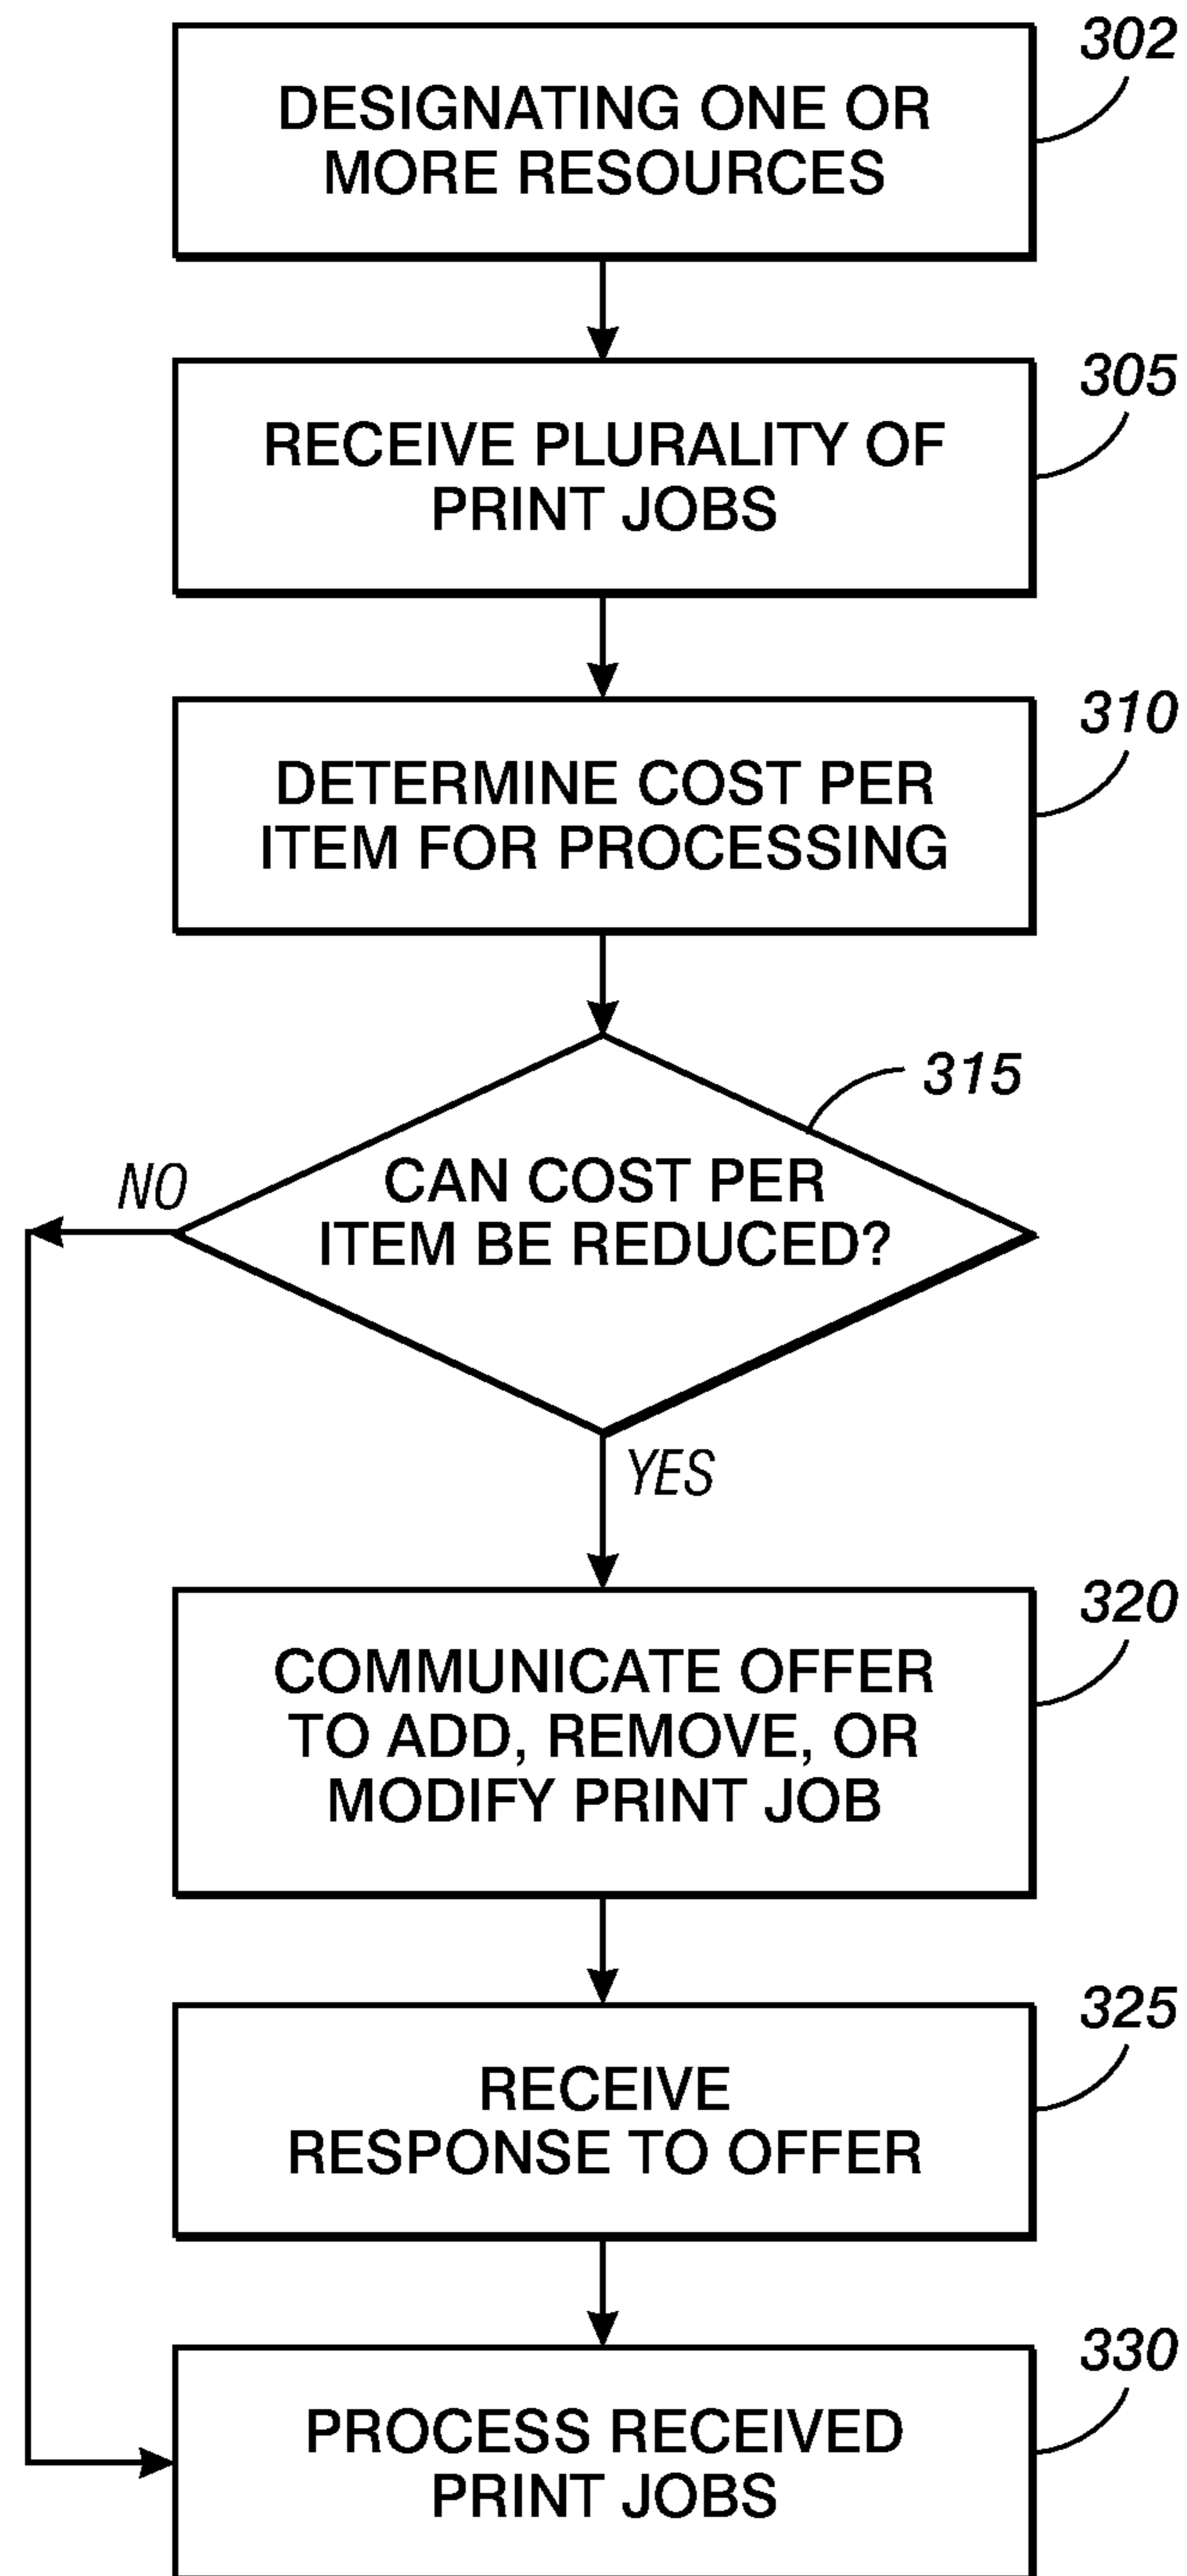 302
DESIGNATING ONE OR
MORE RESOURCES
305
RECEIVE PLURALITY OF
PRINT JOBS
310
DETERMINE COST PER
ITEM FOR PROCESSING
315
CAN COST PER
ITEM BE REDUCED?
NO
YES
320
COMMUNICATE OFFER
TO ADD, REMOVE, OR
MODIFY PRINT JOB
325
RECEIVE
RESPONSE TO OFFER
330
PROCESS RECEIVED
PRINT JOBS